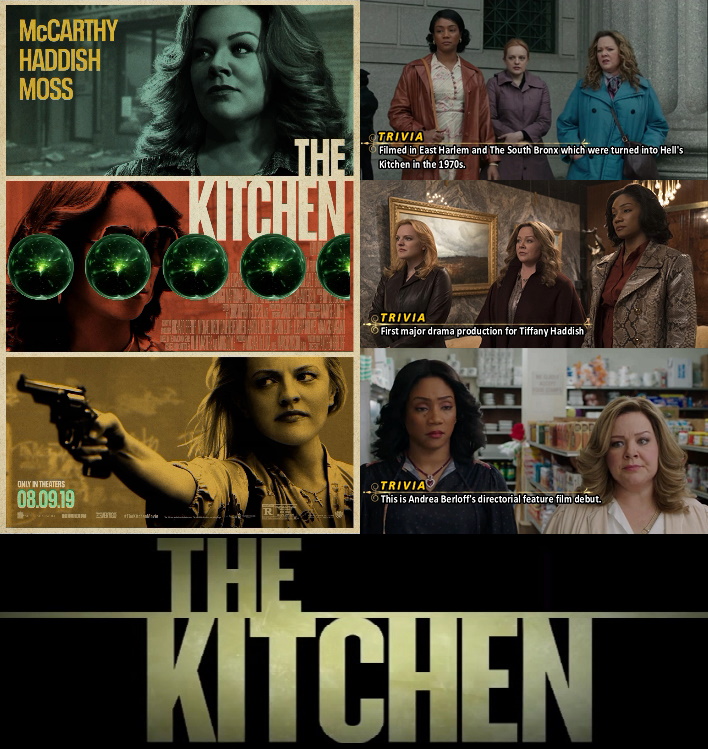 McCARTHY
HADDISH
MOSS
THE
KITCHEN
ONLY IN THEATERS
08.09.19
R
TRIVIA
Filmed in East Harlem and The South Bronx which were turned into Hell's
Kitchen in the 1970s.
TRIVIA
First major drama production for Tiffany Haddish
TRIVIA
This is Andrea Berloff's directorial feature film debut.
THE
KITCHEN